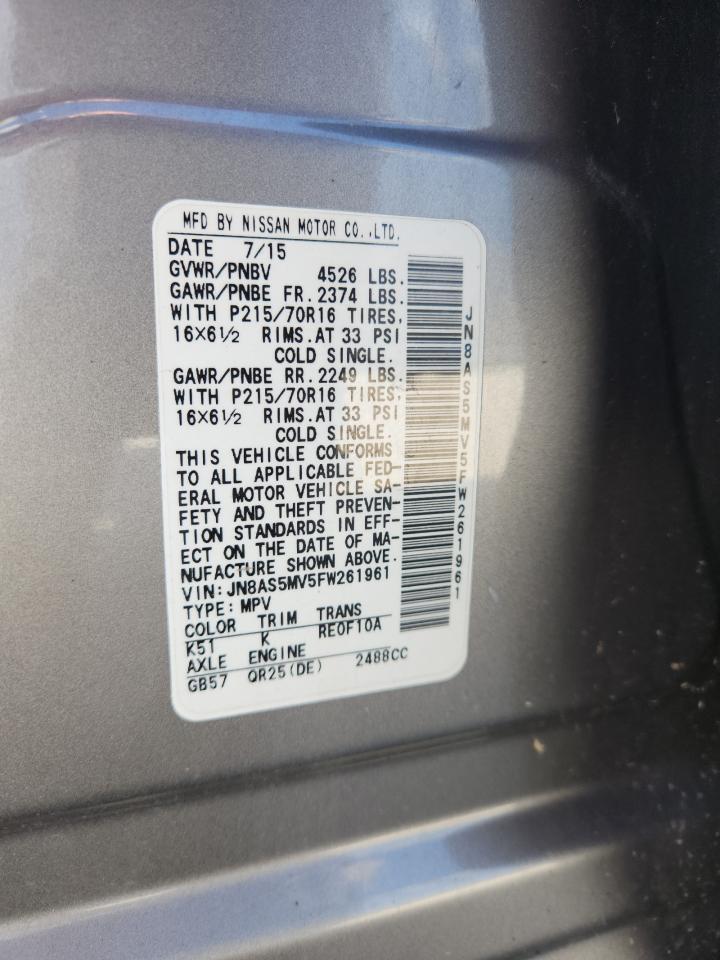 MFD BY NISSAN MOTOR CO.,LTD.
DATE 7/15
GVWR/PNBV 4526 LBS.
GAWR/PNBE FR. 2374 LBS.
WITH P215/70R16 TIRES,
16X6½ RIMS.AT 33 PSI
COLD SINGLE.
GAWR/PNBE RR. 2249 LBS.
WITH P215/70R16 TIRES,
16X6½ RIMS.AT 33 PSI
COLD SINGLE.
THIS VEHICLE CONFORMS
TO ALL APPLICABLE FED-
ERAL MOTOR VEHICLE SA-
FETY AND THEFT PREVEN-
TION STANDARDS IN EFF-
ECT ON THE DATE OF MA-
NUFACTURE SHOWN ABOVE.
VIN:JN8AS5MV5FW261961
TYPE:MPV
COLOR TRIM TRANS
K51 K RE0F10A
AXLE ENGINE
GB57 QR25(DE) 2488CC
JN8AS5MV5FW261961